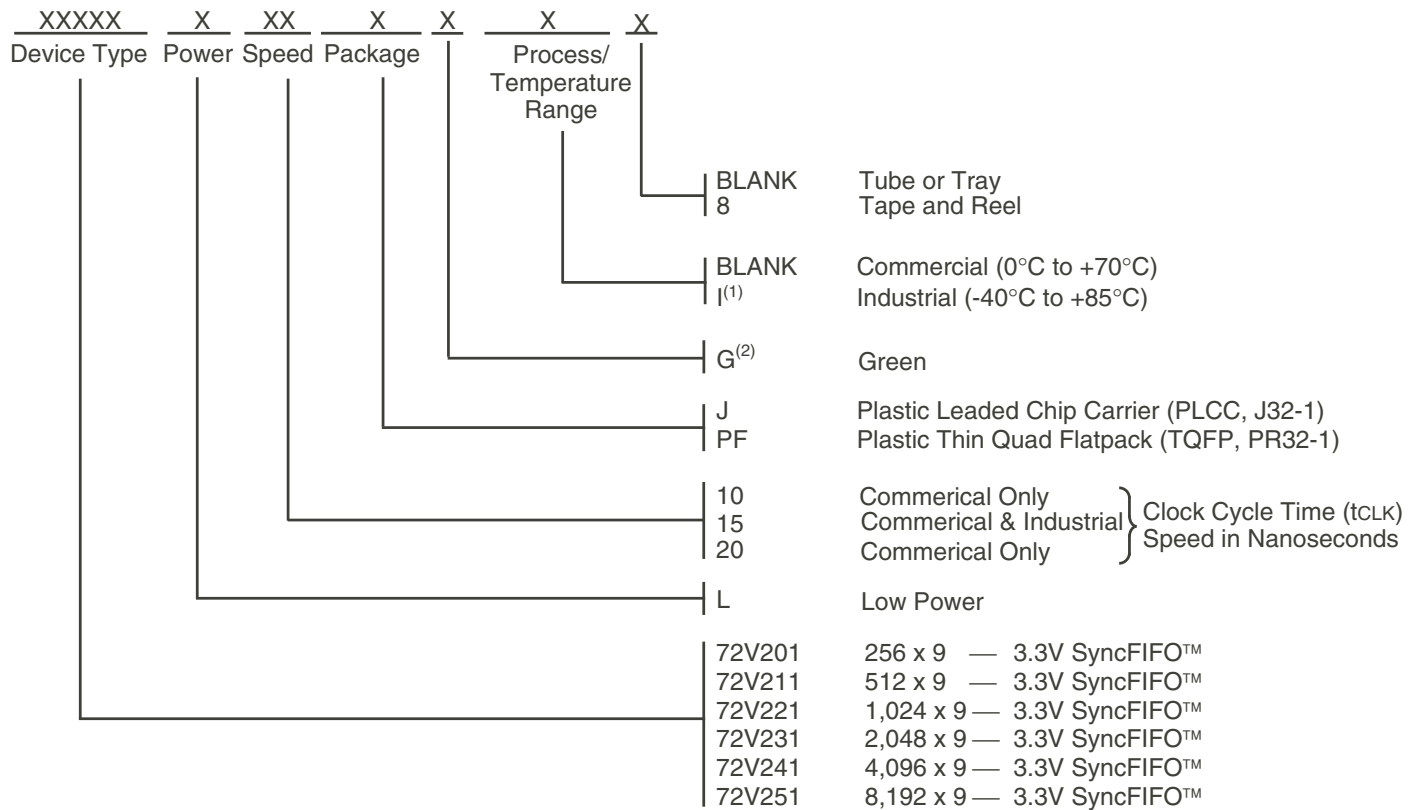 XXXXX X XX X X X X
Device Type Power Speed Package Process/
Temperature
Range
BLANK Tube or Tray
8 Tape and Reel
BLANK Commercial (0°C to +70°C)
I(1) Industrial (-40°C to +85°C)
G(2) Green
J Plastic Leaded Chip Carrier (PLCC, J32-1)
PF Plastic Thin Quad Flatpack (TQFP, PR32-1)
10 Commerical Only
15 Commerical & Industrial
20 Commerical Only
Clock Cycle Time (tCLK)
Speed in Nanoseconds
L Low Power
72V201 256 x 9 — 3.3V SyncFIFO™
72V211 512 x 9 — 3.3V SyncFIFO™
72V221 1,024 x 9 — 3.3V SyncFIFO™
72V231 2,048 x 9 — 3.3V SyncFIFO™
72V241 4,096 x 9 — 3.3V SyncFIFO™
72V251 8,192 x 9 — 3.3V SyncFIFO™